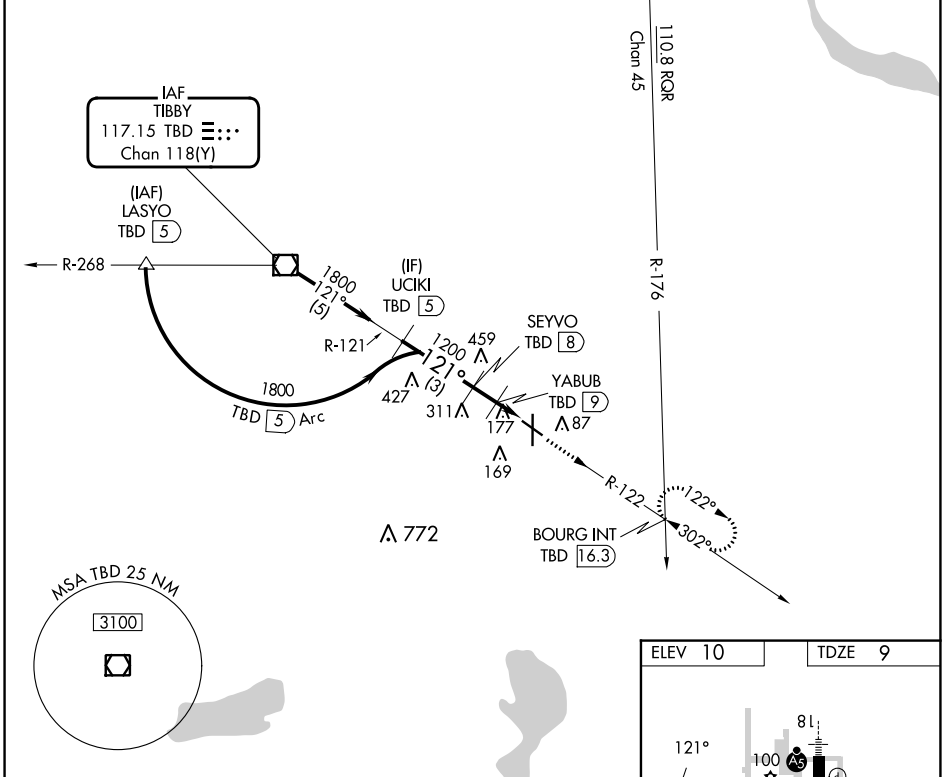 IAF
TIBBY
117.15 TBD
Chan 118(Y)
110.8 RQR
Chan 45
(IAF)
LASYO
TBD 5
R-268
1800
121°
(5)
(IF)
UCIKI
TBD 5
R-121
R-176
1200
121°
(3)
459
SEYVO
TBD 8
427
311
YABUB
TBD 9
177
87
169
1800
TBD 5 Arc
R-122
122°
302°
BOURG INT
TBD 16.3
772
MSA TBD 25 NM
3100
ELEV 10
TDZE 9
121°
100
A5
18